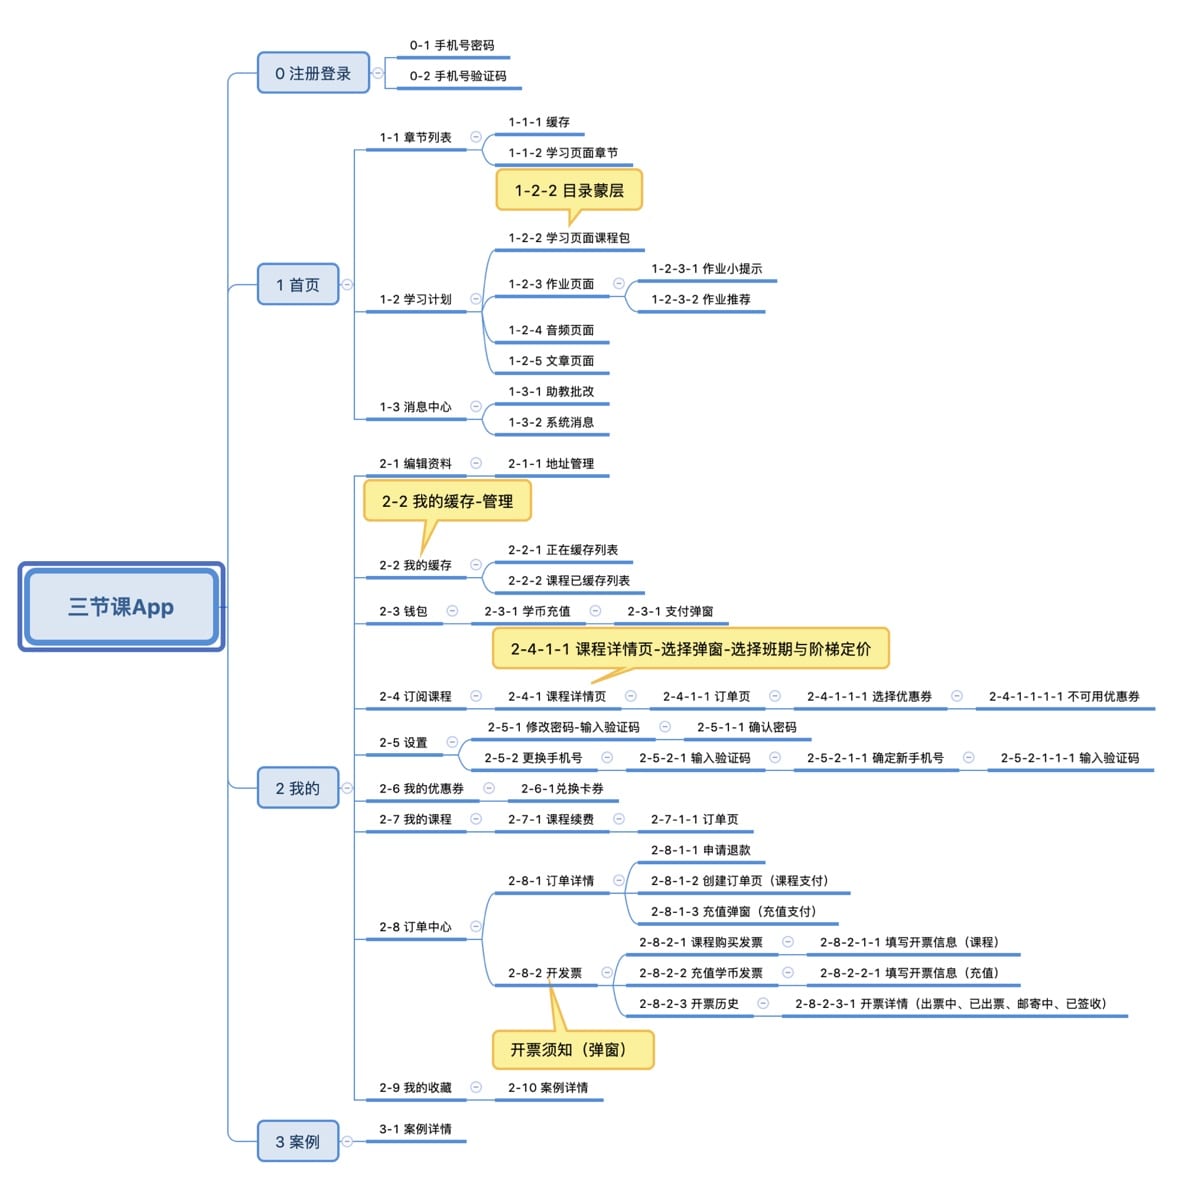 三节课App
0 注册登录
0-1 手机号密码
0-2 手机号验证码
1 首页
1-1 章节列表
1-1-1 缓存
1-1-2 学习页面章节
1-2 学习计划
1-2-2 目录蒙层
1-2-2 学习页面课程包
1-2-3 作业页面
1-2-3-1 作业小提示
1-2-3-2 作业推荐
1-2-4 音频页面
1-2-5 文章页面
1-3 消息中心
1-3-1 助教批改
1-3-2 系统消息
2 我的
2-1 编辑资料
2-1-1 地址管理
2-2 我的缓存-管理
2-2 我的缓存
2-2-1 正在缓存列表
2-2-2 课程已缓存列表
2-3 钱包
2-3-1 学币充值
2-3-1 支付弹窗
2-4-1-1 课程详情页-选择弹窗-选择班期与阶梯定价
2-4 订阅课程
2-4-1 课程详情页
2-4-1-1 订单页
2-4-1-1-1 选择优惠券
2-4-1-1-1-1 不可用优惠券
2-5 设置
2-5-1 修改密码-输入验证码
2-5-1-1 确认密码
2-5-2 更换手机号
2-5-2-1 输入验证码
2-5-2-1-1 确定新手机号
2-5-2-1-1-1 输入验证码
2-6 我的优惠券
2-6-1兑换卡券
2-7 我的课程
2-7-1 课程续费
2-7-1-1 订单页
2-8 订单中心
2-8-1 订单详情
2-8-1-1 申请退款
2-8-1-2 创建订单页（课程支付）
2-8-1-3 充值弹窗（充值支付）
2-8-2 开发票
2-8-2-1 课程购买发票
2-8-2-1-1 填写开票信息（课程）
2-8-2-2 充值学币发票
2-8-2-2-1 填写开票信息（充值）
2-8-2-3 开票历史
2-8-2-3-1 开票详情（出票中、已出票、邮寄中、已签收）
开票须知（弹窗）
2-9 我的收藏
2-10 案例详情
3 案例
3-1 案例详情